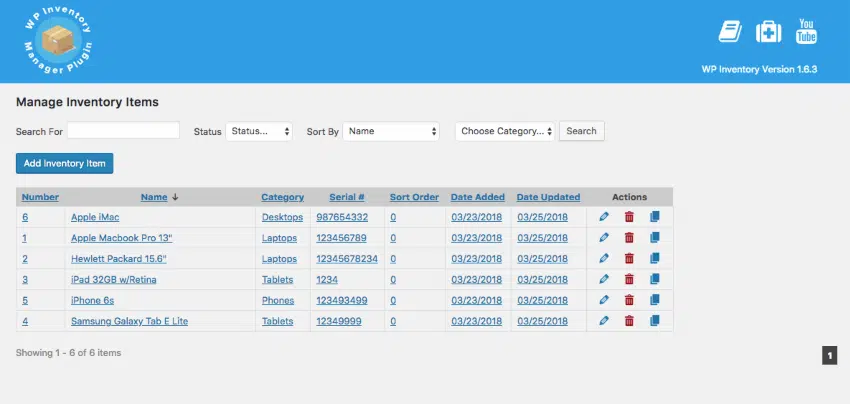 WP Inventory
Manager Plugin
You
Tube
WP Inventory Version 1.6.3
Manage Inventory Items
Search For Status Status... Sort By Name Choose Category... Search
Add Inventory Item
Number Name Category Serial # Sort Order Date Added Date Updated Actions
6 Apple iMac Desktops 987654332 0 03/23/2018 03/25/2018
1 Apple Macbook Pro 13" Laptops 123456789 0 03/23/2018 03/25/2018
2 Hewlett Packard 15.6" Laptops 12345678234 0 03/23/2018 03/25/2018
3 iPad 32GB w/Retina Tablets 1234 0 03/23/2018 03/25/2018
5 iPhone 6s Phones 123493499 0 03/23/2018 03/25/2018
4 Samsung Galaxy Tab E Lite Tablets 12349999 0 03/23/2018 03/25/2018
Showing 1 - 6 of 6 items
1